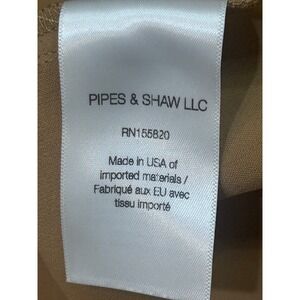 PIPES & SHAW LLC
RN155820
Made in USA of
imported materials /
Fabriqué aux EU avec
tissu importé